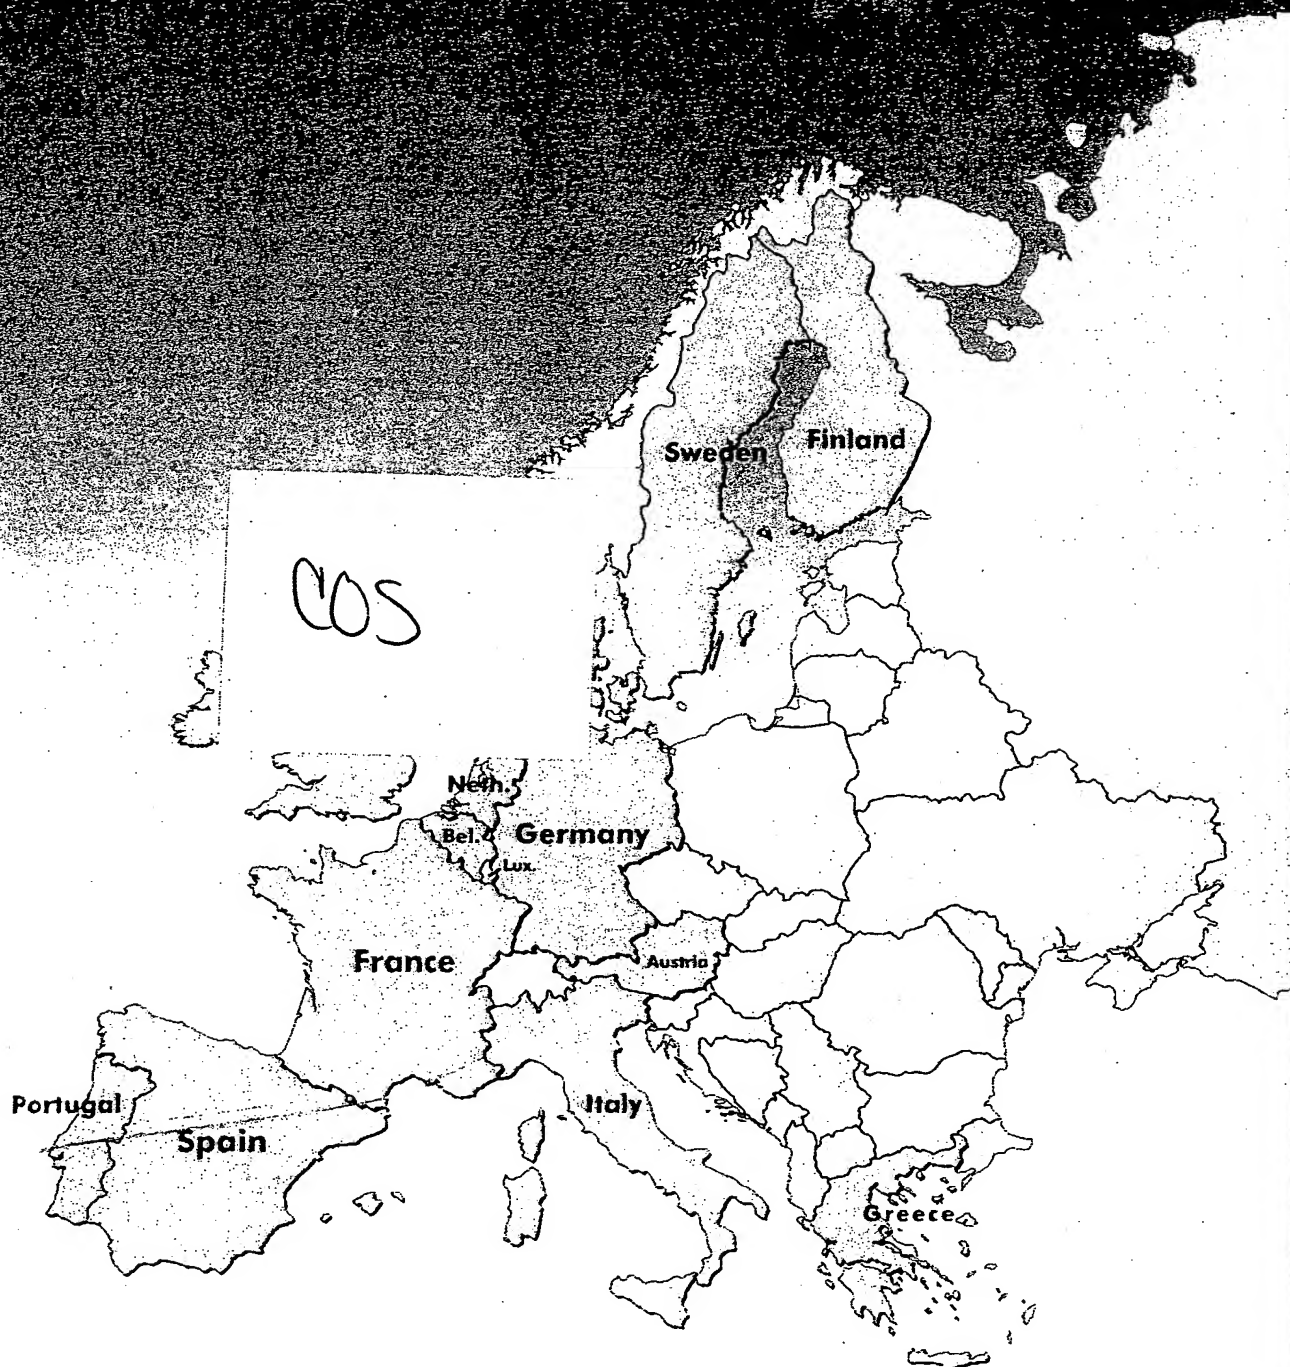 Sweden
Finland
COS
Neth.
Bel.
Germany
Lux.
France
Austria
Portugal
Spain
Italy
Greece